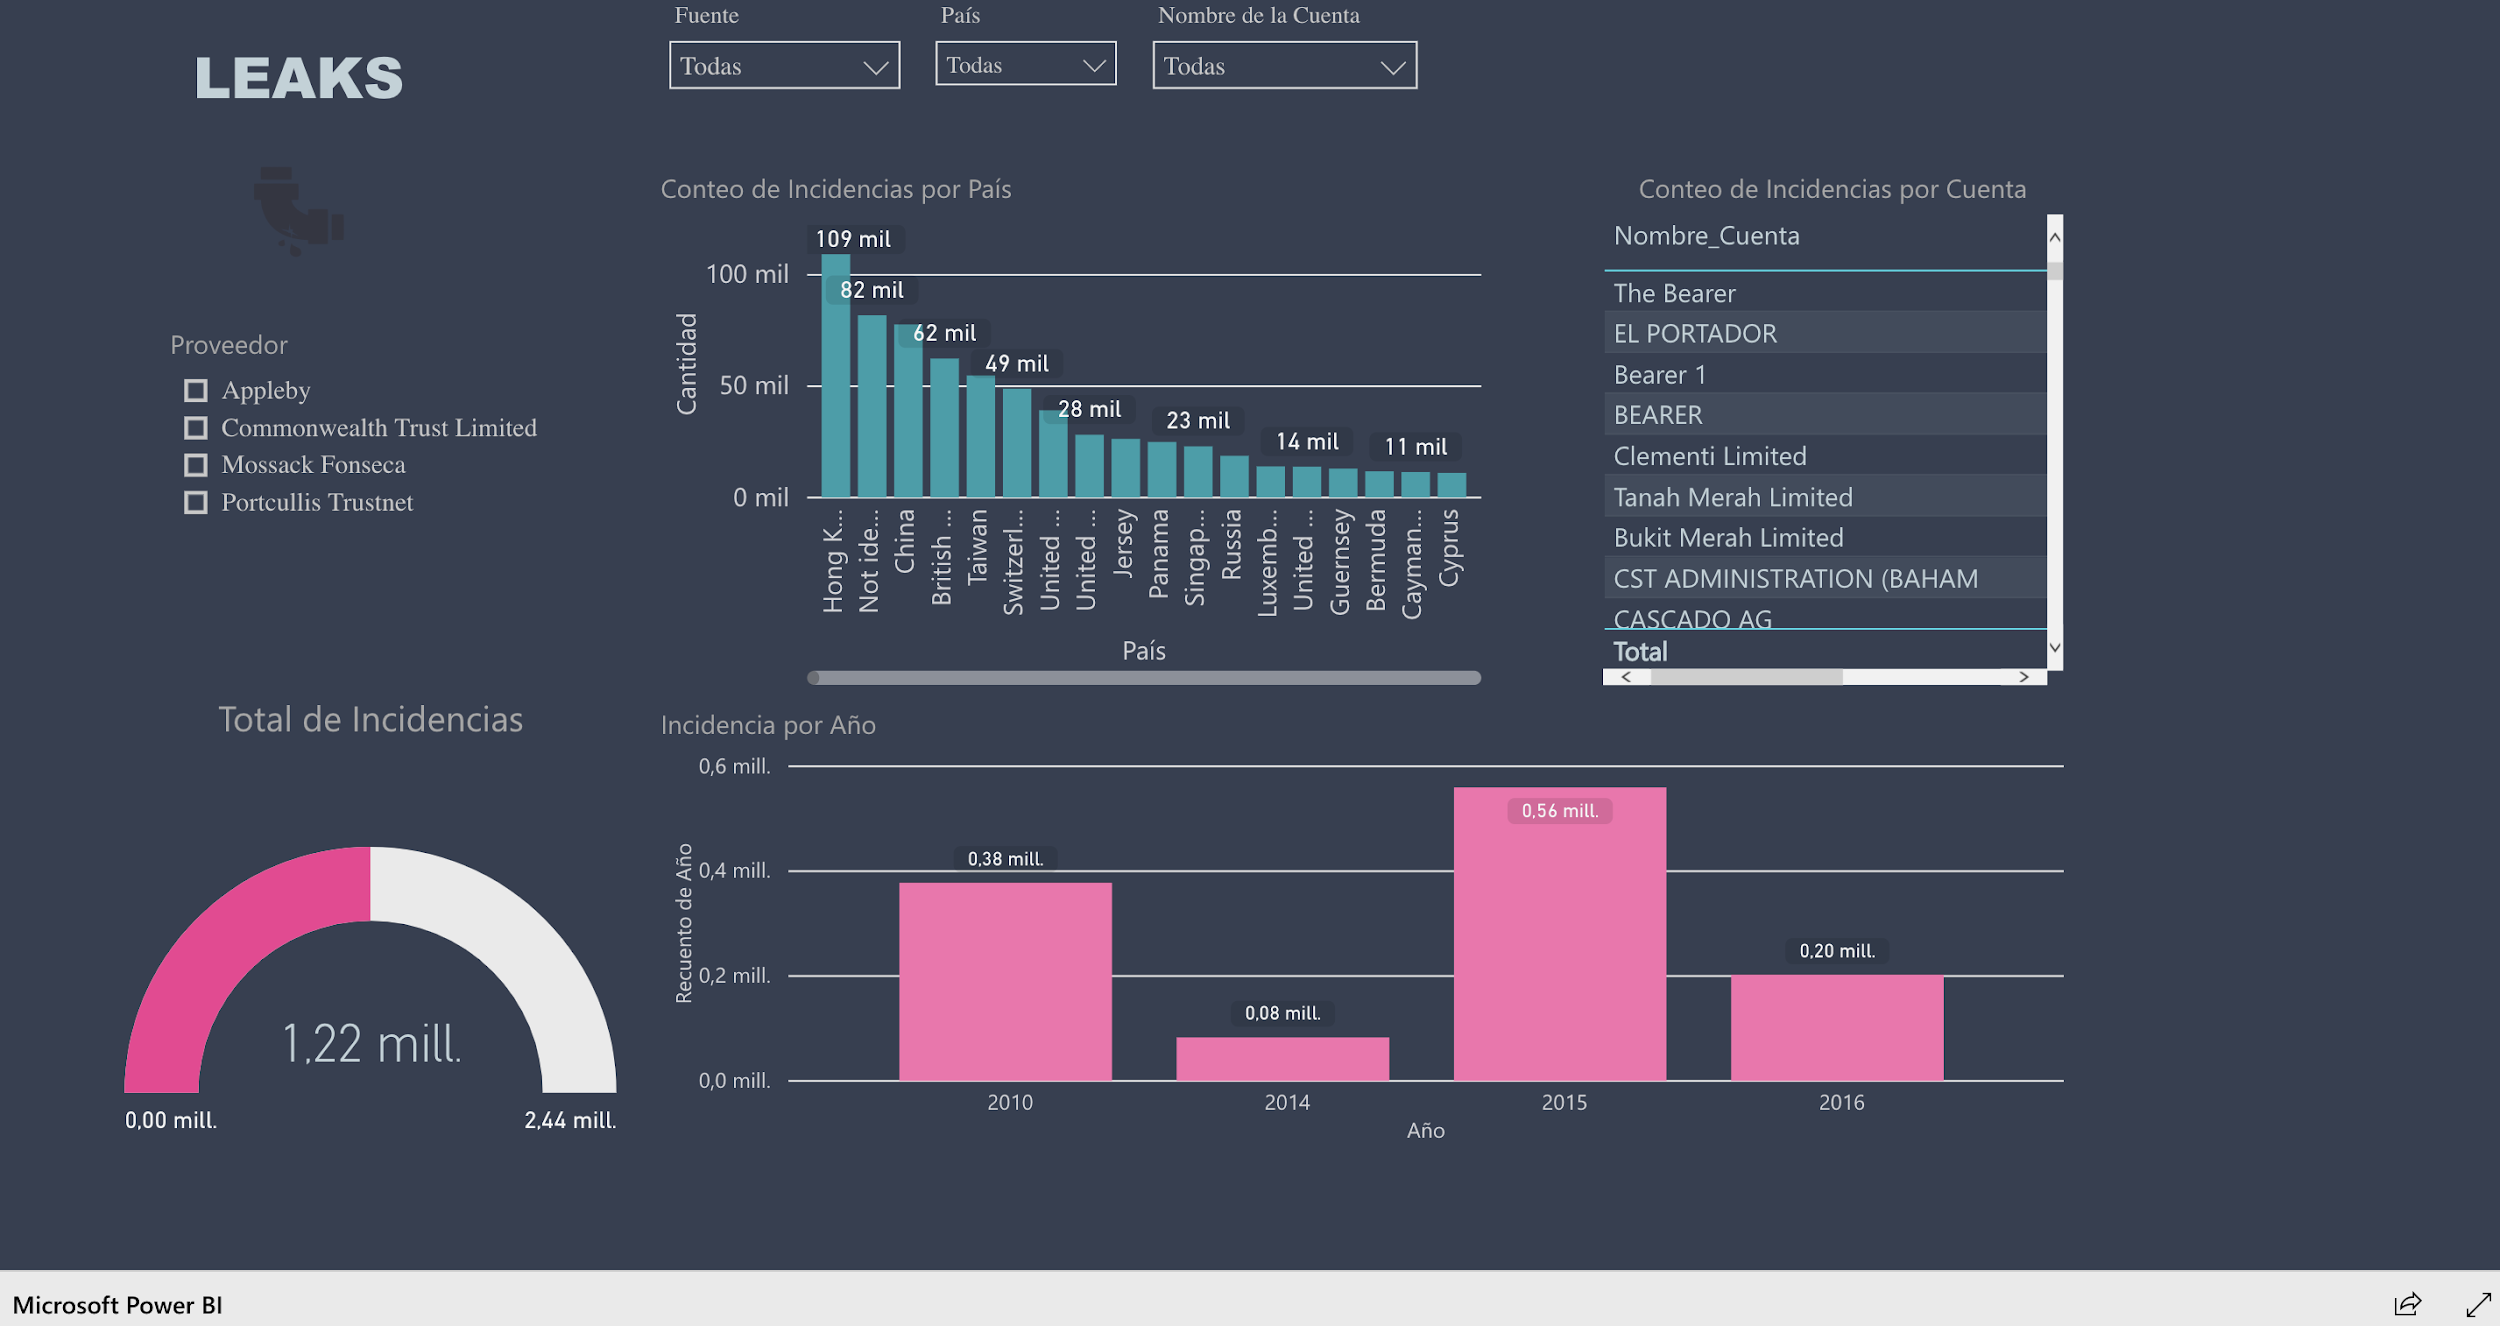 Fuente
País
Nombre de la Cuenta
Todas
Todas
Todas
LEAKS
Proveedor
Appleby
Commonwealth Trust Limited
Mossack Fonseca
Portcullis Trustnet
Conteo de Incidencias por País
Cantidad
100 mil
50 mil
0 mil
109 mil
82 mil
62 mil
49 mil
28 mil
23 mil
14 mil
11 mil
Hong K...
Not ide...
China
British ...
Taiwan
Switzerl...
United ...
United ...
Jersey
Panama
Singap...
Russia
Luxemb...
United ...
Guernsey
Bermuda
Cayman...
Cyprus
País
Conteo de Incidencias por Cuenta
Nombre_Cuenta
The Bearer
EL PORTADOR
Bearer 1
BEARER
Clementi Limited
Tanah Merah Limited
Bukit Merah Limited
CST ADMINISTRATION (BAHAM
CASCADO AG
Total
Total de Incidencias
1,22 mill.
0,00 mill.
2,44 mill.
Incidencia por Año
Recuento de Año
0,6 mill.
0,4 mill.
0,2 mill.
0,0 mill.
0,38 mill.
0,08 mill.
0,56 mill.
0,20 mill.
2010
2014
2015
2016
Año
Microsoft Power BI